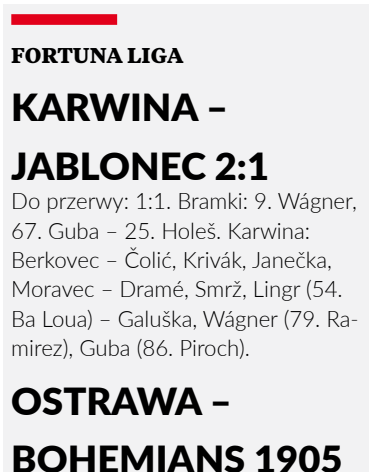 FORTUNA LIGA
KARWINA –
JABLONEC 2:1
Do przerwy: 1:1. Bramki: 9. Wágner,
67. Guba – 25. Holeš. Karwina:
Berkovec – Čolić, Krivák, Janečka,
Moravec – Dramé, Smrž, Lingr (54.
Ba Loua) – Galuška, Wágner (79. Ra-
mirez), Guba (86. Piroch).
OSTRAWA –
BOHEMIANS 1905